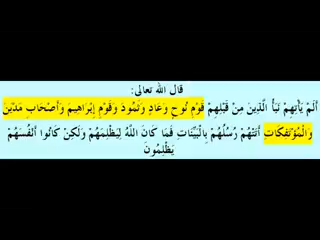 قال الله تعالى:
أَلَمْ يَأْتِهِمْ نَبَأُ الَّذِينَ مِنْ قَبْلِهِمْ قَوْمِ نُوحٍ وَعَادٍ وَثَمُودَ وَقَوْمِ إِبْرَاهِيمَ وَأَصْحَابِ مَدْيَنَ
وَالْمُؤْتَفِكَاتِ أَتَتْهُمْ رُسُلُهُمْ بِالْبَيِّنَاتِ فَمَا كَانَ اللَّهُ لِيَظْلِمَهُمْ وَلَكِنْ كَانُوا أَنْفُسَهُمْ
يَظْلِمُونَ